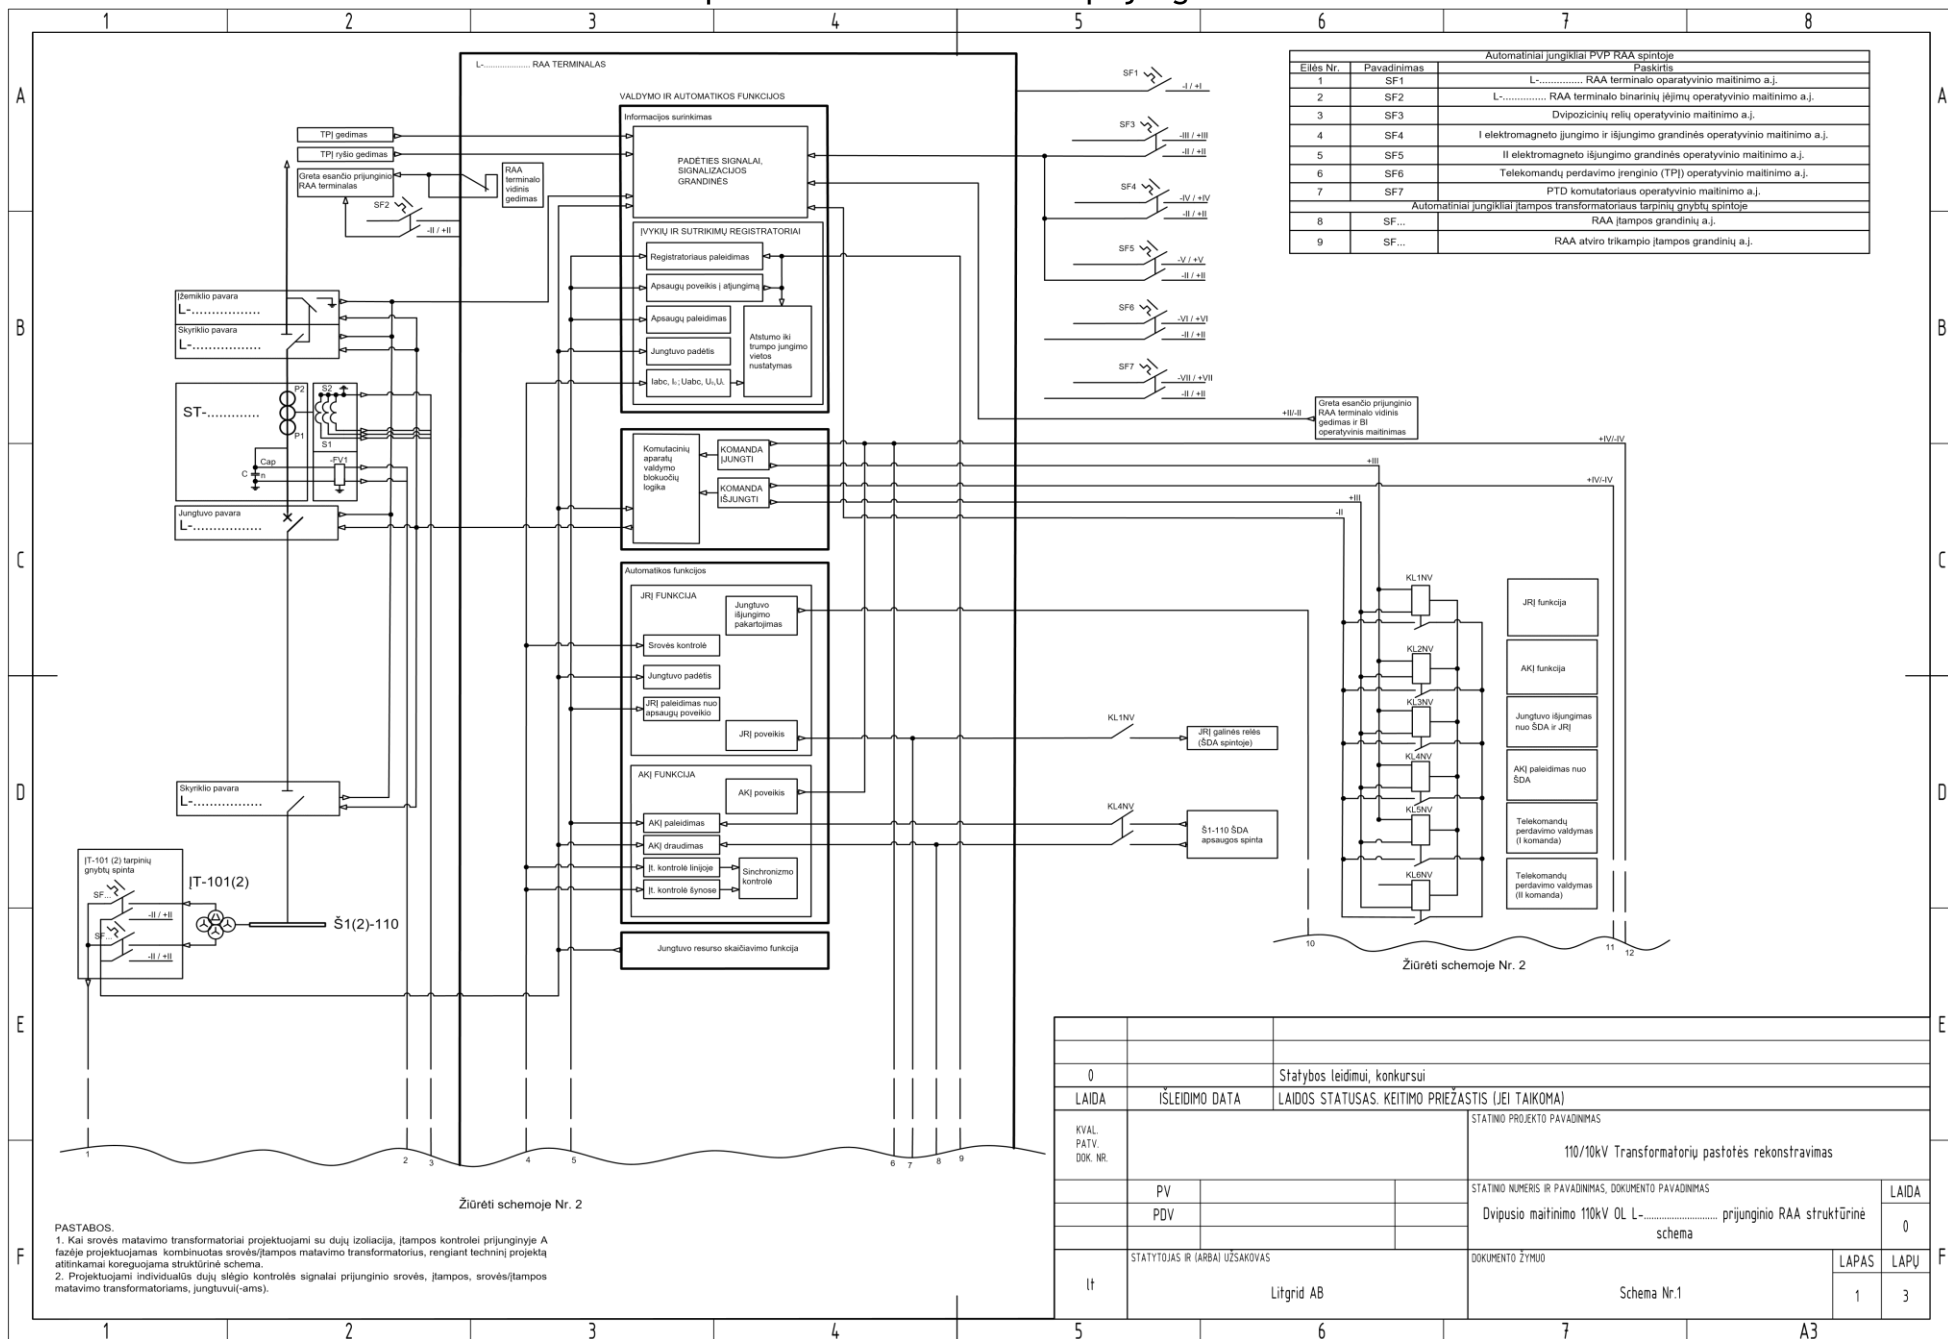 1 2 3 4 5 6 7 8
A
B
C
D
E
F
L-.................. RAA TERMINALAS
VALDYMO IR AUTOMATIKOS FUNKCIJOS
Informacijos surinkimas
PADĖTIES SIGNALAI,
SIGNALIZACIJOS
GRANDINĖS
TPĮ gedimas
TPĮ ryšio gedimas
Greta esančio prijunginio
RAA terminalas
RAA
terminalo
vidinis
gedimas
SF2
-II / +II
ĮVYKIŲ IR SUTRIKIMŲ REGISTRATORIAI
Registratoriaus paleidimas
Apsaugų poveikis į atjungimą
Apsaugų paleidimas
Jungtuvo padėtis
Atstumo iki
trumpo jungimo
vietos
nustatymas
Įžemiklio pavara
L-.................
Skyriklio pavara
L-.................
ST-.............
P2
P1
S2
S1
Cap
C
n
-FV1
Jungtuvo pavara
L-.................
Skyriklio pavara
L-.................
ĮT-101 (2) tarpinių
gnybtų spinta
SF...
-II / +II
SF...
-II / +II
ĮT-101(2)
Š1(2)-110
Komutacinių
aparatų
valdymo
blokuočių
logika
KOMANDA
ĮJUNGTI
KOMANDA
IŠJUNGTI
Automatikos funkcijos
JRĮ FUNKCIJA
Jungtuvo
išjungimo
pakartojimas
Srovės kontrolė
Jungtuvo padėtis
JRĮ paleidimas nuo
apsaugų poveikio
JRĮ poveikis
AKĮ FUNKCIJA
AKĮ poveikis
AKĮ paleidimas
AKĮ draudimas
Įt. kontrolė linijoje
Įt. kontrolė šynose
Sinchronizmo
kontrolė
Jungtuvo resurso skaičiavimo funkcija
SF1
-I / +I
SF3
-III / +III
-II / +II
SF4
-IV / +IV
-II / +II
SF5
-V / +V
-II / +II
SF6
-VI / +VI
-II / +II
SF7
-VII / +VII
-II / +II
+II/-II
Greta esančio prijunginio
RAA terminalo vidinis
gedimas ir BI
operatyvinis maitinimas
+IV/-IV
+III
+IV/-IV
+III
-II
KL1NV
JRĮ galinės relės
(ŠDA spintoje)
KL4NV
Š1-110 ŠDA
apsaugos spinta
KL1NV
KL2NV
KL3NV
KL4NV
KL5NV
KL6NV
JRĮ funkcija
AKĮ funkcija
Jungtuvo išjungimas
nuo ŠDA ir JRĮ
AKĮ paleidimas nuo
ŠDA
Telekomandų
perdavimo valdymas
(I komanda)
Telekomandų
perdavimo valdymas
(II komanda)
10 11 12
Žiūrėti schemoje Nr. 2
Automatiniai jungikliai PVP RAA spintoje
Eilės Nr. Pavadinimas Paskirtis
1 SF1 L-............... RAA terminalo oparatyvinio maitinimo a.j.
2 SF2 L-............... RAA terminalo binarinių įėjimų operatyvinio maitinimo a.j.
3 SF3 Dvipozicinių relių operatyvinio maitinimo a.j.
4 SF4 I elektromagneto įjungimo ir išjungimo grandinės operatyvinio maitinimo a.j.
5 SF5 II elektromagneto išjungimo grandinės operatyvinio maitinimo a.j.
6 SF6 Telekomandų perdavimo įrenginio (TPĮ) operatyvinio maitinimo a.j.
7 SF7 PTD komutatoriaus operatyvinio maitinimo a.j.
Automatiniai jungikliai įtampos transformatoriaus tarpinių gnybtų spintoje
8 SF... RAA įtampos grandinių a.j.
9 SF... RAA atviro trikampio įtampos grandinių a.j.
1 2 3 4 5 6 7 8 9
Žiūrėti schemoje Nr. 2
PASTABOS.
1. Kai srovės matavimo transformatoriai projektuojami su dujų izoliacija, įtampos kontrolei prijunginyje A
fazėje projektuojamas kombinuotas srovės/įtampos matavimo transformatorius, rengiant techninį projektą
atitinkamai koreguojama struktūrinė schema.
2. Projektuojami individualūs dujų slėgio kontrolės signalai prijunginio srovės, įtampos, srovės/įtampos
matavimo transformatoriams, jungtuvui(-ams).
0 Statybos leidimui, konkursui
LAIDA IŠLEIDIMO DATA LAIDOS STATUSAS. KEITIMO PRIEŽASTIS (JEI TAIKOMA)
KVAL.
PATV.
DOK. NR.
STATINIO PROJEKTO PAVADINIMAS
110/10kV Transformatorių pastotės rekonstravimas
PV
PDV
STATINIO NUMERIS IR PAVADINIMAS, DOKUMENTO PAVADINIMAS
Dvipusio maitinimo 110kV OL L-......................... prijunginio RAA struktūrinė
schema
LAIDA
0
lt
STATYTOJAS IR (ARBA) UŽSAKOVAS
Litgrid AB
DOKUMENTO ŽYMUO
Schema Nr.1
LAPAS LAPŲ
1 3
1 2 3 4 5 6 7 A3
A
B
C
D
E
F